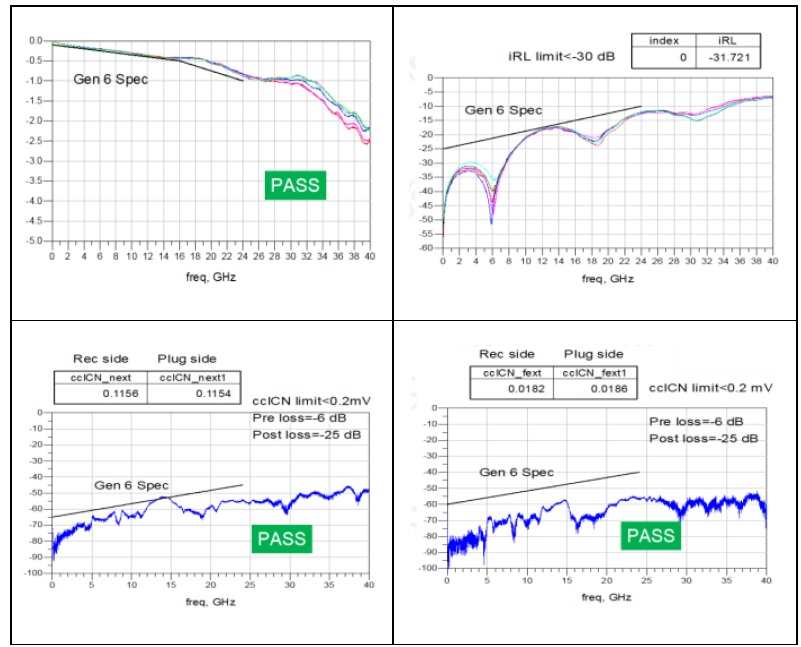 0.0
-0.5
-1.0
-1.5
-2.0
-2.5
-3.0
-3.5
-4.0
-4.5
-5.0
Gen 6 Spec
PASS
0 2 4 6 8 10 12 14 16 18 20 22 24 26 28 30 32 34 36 38 40
freq, GHz
iRL limit<-30 dB
index iRL
0 -31.721
0
-5
-10
-15
-20
-25
-30
-35
-40
-45
-50
-55
-60
Gen 6 Spec
0 2 4 6 8 10 12 14 16 18 20 22 24 26 28 30 32 34 36 38 40
freq, GHz
Rec side Plug side
ccICN_next ccICN_next1
0.1156 0.1154
ccICN limit<0.2mV
Pre loss=-6 dB
Post loss=-25 dB
0
-10
-20
-30
-40
-50
-60
-70
-80
-90
-100
Gen 6 Spec
PASS
0 5 10 15 20 25 30 35 40
freq, GHz
Rec side Plug side
ccICN_fext ccICN_fext1
0.0182 0.0186
ccICN limit<0.2 mV
Pre loss=-6 dB
Post loss=-25 dB
0
-10
-20
-30
-40
-50
-60
-70
-80
-90
-100
Gen 6 Spec
PASS
0 5 10 15 20 25 30 35 40
freq, GHz